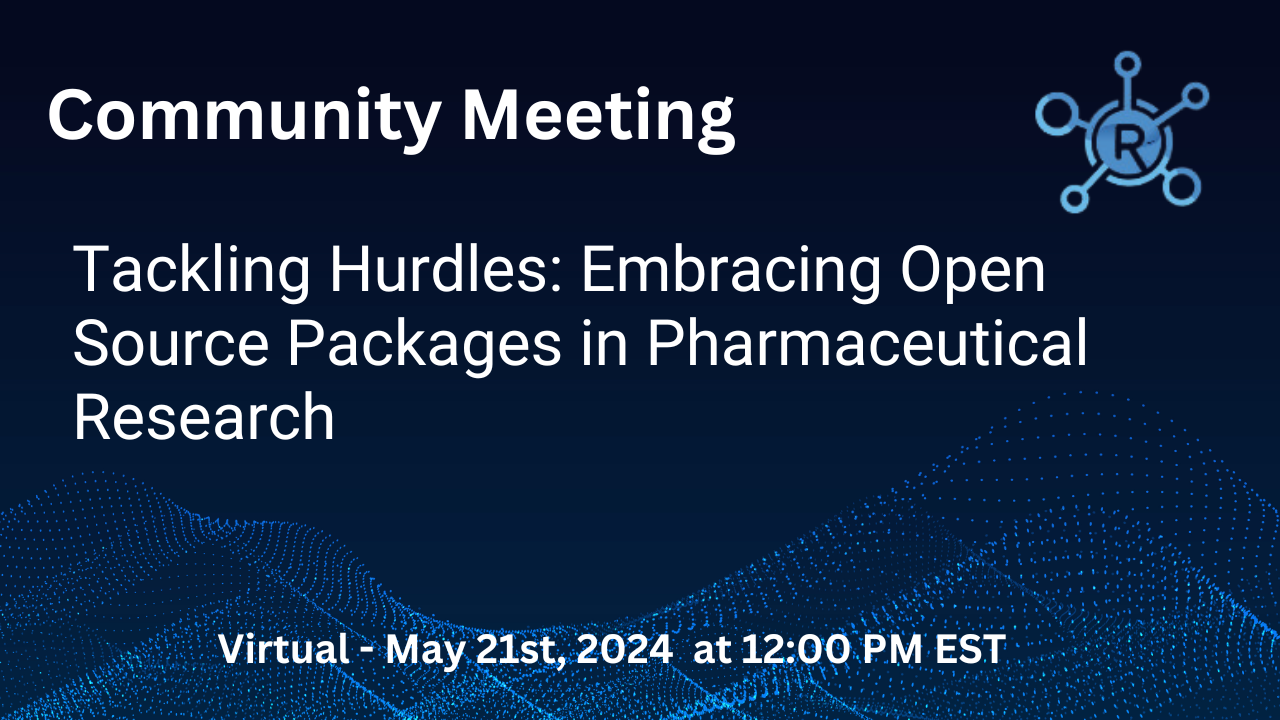 Community Meeting
R
Tackling Hurdles: Embracing Open
Source Packages in Pharmaceutical
Research
Virtual - May 21st, 2024 at 12:00 PM EST